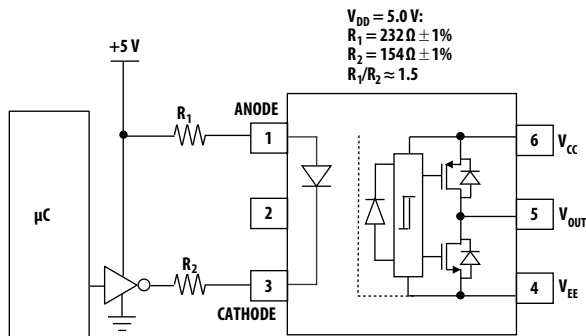 V_DD = 5.0 V:
R_1 = 232 Ω ± 1%
R_2 = 154 Ω ± 1%
R_1/R_2 ≈ 1.5
+5 V
R_1
ANODE
1
6
V_CC
µC
2
5
V_OUT
R_2
3
CATHODE
4
V_EE